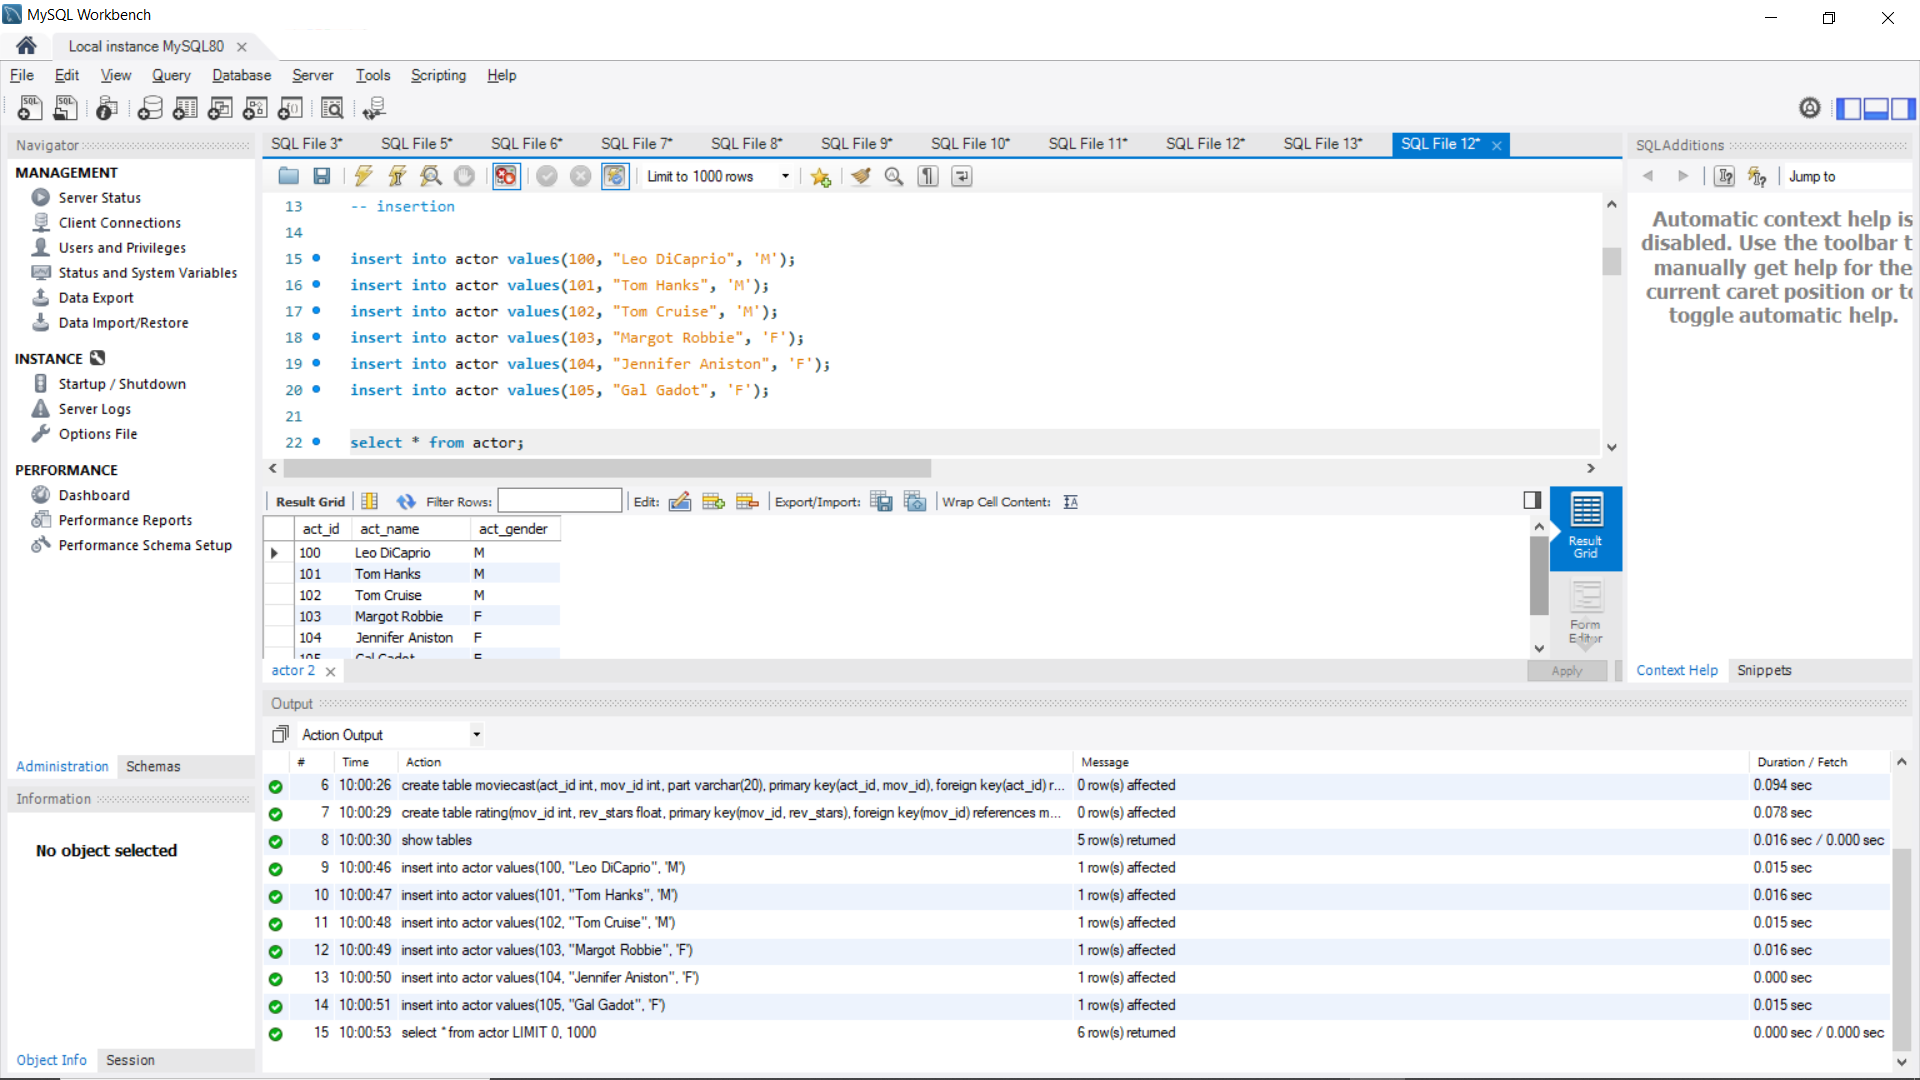 MySQL Workbench
Local instance MySQL80
File Edit View Query Database Server Tools Scripting Help
Navigator
MANAGEMENT
Server Status
Client Connections
Users and Privileges
Status and System Variables
Data Export
Data Import/Restore
INSTANCE
Startup / Shutdown
Server Logs
Options File
PERFORMANCE
Dashboard
Performance Reports
Performance Schema Setup
Administration Schemas
Information
No object selected
Object Info Session
SQL File 3* SQL File 5* SQL File 6* SQL File 7* SQL File 8* SQL File 9* SQL File 10* SQL File 11* SQL File 12* SQL File 13* SQL File 12*
Limit to 1000 rows
13 -- insertion
14
15 insert into actor values(100, "Leo DiCaprio", 'M');
16 insert into actor values(101, "Tom Hanks", 'M');
17 insert into actor values(102, "Tom Cruise", 'M');
18 insert into actor values(103, "Margot Robbie", 'F');
19 insert into actor values(104, "Jennifer Aniston", 'F');
20 insert into actor values(105, "Gal Gadot", 'F');
21
22 select * from actor;
Result Grid Filter Rows: Edit: Export/Import: Wrap Cell Content:
act_id act_name act_gender
100 Leo DiCaprio M
101 Tom Hanks M
102 Tom Cruise M
103 Margot Robbie F
104 Jennifer Aniston F
105 Gal Gadot F
Result
Grid
Form
Editor
actor 2
Apply
SQLAdditions
Jump to
Automatic context help is
disabled. Use the toolbar t
manually get help for the
current caret position or to
toggle automatic help.
Context Help Snippets
Output
Action Output
# Time Action Message Duration / Fetch
6 10:00:26 create table moviecast(act_id int, mov_id int, part varchar(20), primary key(act_id, mov_id), foreign key(act_id) r... 0 row(s) affected 0.094 sec
7 10:00:29 create table rating(mov_id int, rev_stars float, primary key(mov_id, rev_stars), foreign key(mov_id) references m... 0 row(s) affected 0.078 sec
8 10:00:30 show tables 5 row(s) returned 0.016 sec / 0.000 sec
9 10:00:46 insert into actor values(100, "Leo DiCaprio", 'M') 1 row(s) affected 0.015 sec
10 10:00:47 insert into actor values(101, "Tom Hanks", 'M') 1 row(s) affected 0.016 sec
11 10:00:48 insert into actor values(102, "Tom Cruise", 'M') 1 row(s) affected 0.015 sec
12 10:00:49 insert into actor values(103, "Margot Robbie", 'F') 1 row(s) affected 0.016 sec
13 10:00:50 insert into actor values(104, "Jennifer Aniston", 'F') 1 row(s) affected 0.000 sec
14 10:00:51 insert into actor values(105, "Gal Gadot", 'F') 1 row(s) affected 0.015 sec
15 10:00:53 select * from actor LIMIT 0, 1000 6 row(s) returned 0.000 sec / 0.000 sec